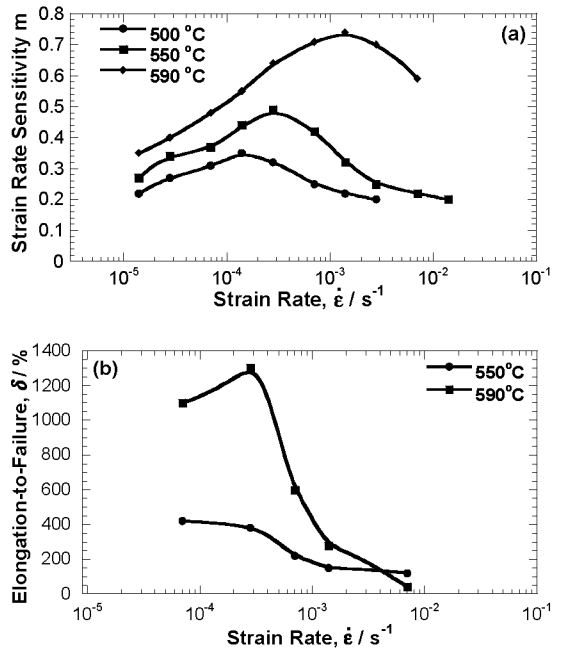 0.8
0.7
0.6
0.5
0.4
0.3
0.2
0.1
0
Strain Rate Sensitivity m
500 °C
550 °C
590 °C
(a)
10⁻⁵ 10⁻⁴ 10⁻³ 10⁻² 10⁻¹
Strain Rate, ε̇ / s⁻¹
1400
1200
1000
800
600
400
200
0
Elongation-to-Failure, δ / %
(b)
550°C
590°C
10⁻⁵ 10⁻⁴ 10⁻³ 10⁻² 10⁻¹
Strain Rate, ε̇ / s⁻¹